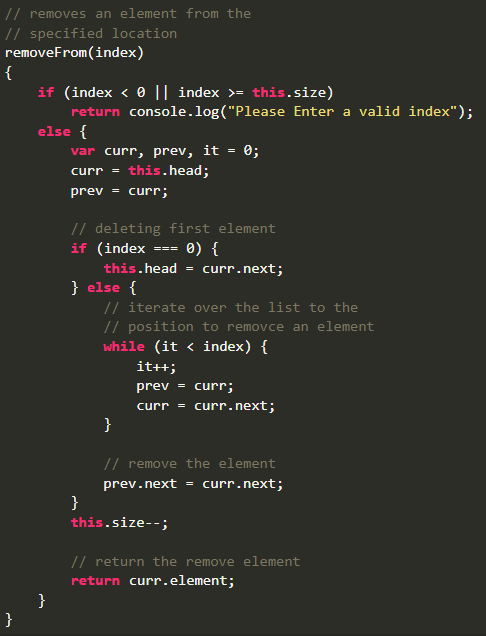 // removes an element from the
// specified location
removeFrom(index)
{
    if (index < 0 || index >= this.size)
        return console.log("Please Enter a valid index");
    else {
        var curr, prev, it = 0;
        curr = this.head;
        prev = curr;

        // deleting first element
        if (index === 0) {
            this.head = curr.next;
        } else {
            // iterate over the list to the
            // position to removce an element
            while (it < index) {
                it++;
                prev = curr;
                curr = curr.next;
            }

            // remove the element
            prev.next = curr.next;
        }
        this.size--;

        // return the remove element
        return curr.element;
    }
}